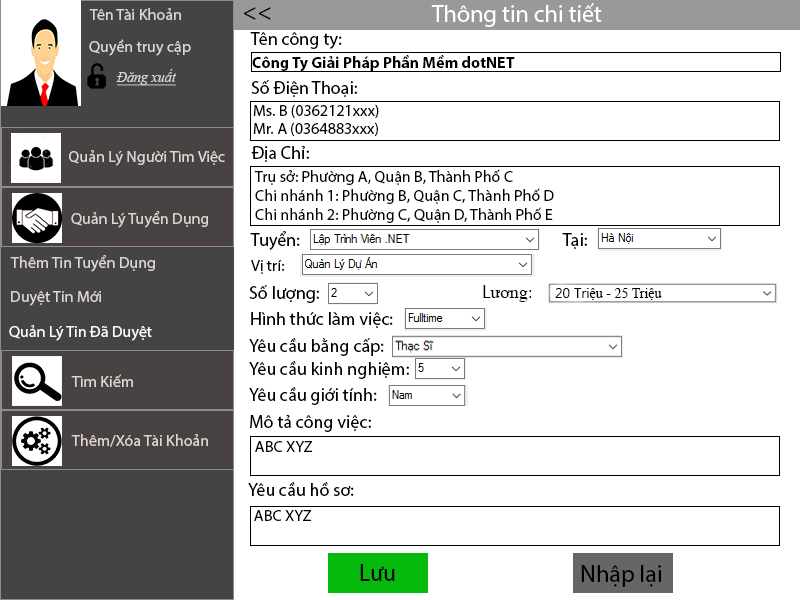 Tên Tài Khoản
Quyền truy cập
Đăng xuất
Quản Lý Người Tìm Việc
Quản Lý Tuyển Dụng
Thêm Tin Tuyển Dụng
Duyệt Tin Mới
Quản Lý Tin Đã Duyệt
Tìm Kiếm
Thêm/Xóa Tài Khoản
<< Thông tin chi tiết
Tên công ty:
Công Ty Giải Pháp Phần Mềm dotNET
Số Điện Thoại:
Ms. B (0362121xxx)
Mr. A (0364883xxx)
Địa Chỉ:
Trụ sở: Phường A, Quận B, Thành Phố C
Chi nhánh 1: Phường B, Quận C, Thành Phố D
Chi nhánh 2: Phường C, Quận D, Thành Phố E
Tuyển: Lập Trình Viên .NET Tại: Hà Nội
Vị trí: Quản Lý Dự Án
Số lượng: 2 Lương: 20 Triệu - 25 Triệu
Hình thức làm việc: Fulltime
Yêu cầu bằng cấp: Thạc Sĩ
Yêu cầu kinh nghiệm: 5
Yêu cầu giới tính: Nam
Mô tả công việc:
ABC XYZ
Yêu cầu hồ sơ:
ABC XYZ
Lưu Nhập lại